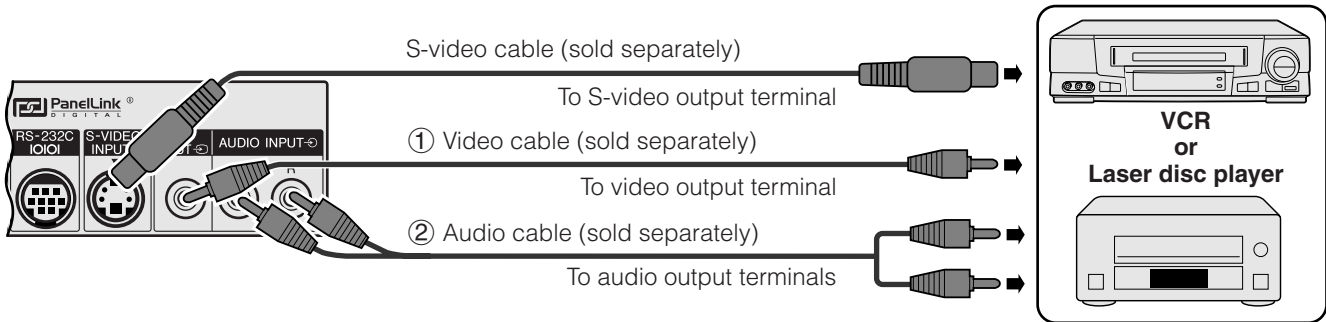 S-video cable (sold separately)
To S-video output terminal
PanelLink ®
DIGITAL
RS-232C
IOIOI
S-VIDEO
INPUT
AUDIO INPUT
R
① Video cable (sold separately)
To video output terminal
② Audio cable (sold separately)
To audio output terminals
VCR
or
Laser disc player